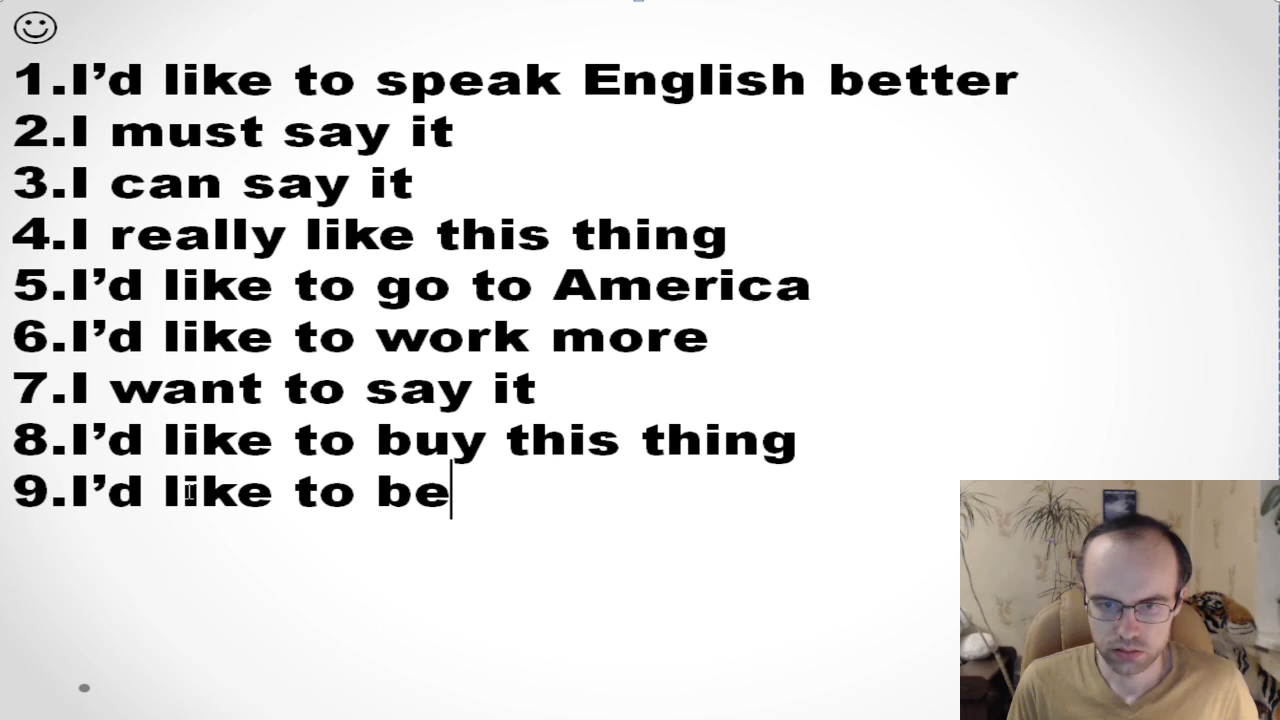 1.I’d like to speak English better
2.I must say it
3.I can say it
4.I really like this thing
5.I’d like to go to America
6.I’d like to work more
7.I want to say it
8.I’d like to buy this thing
9.I’d like to be